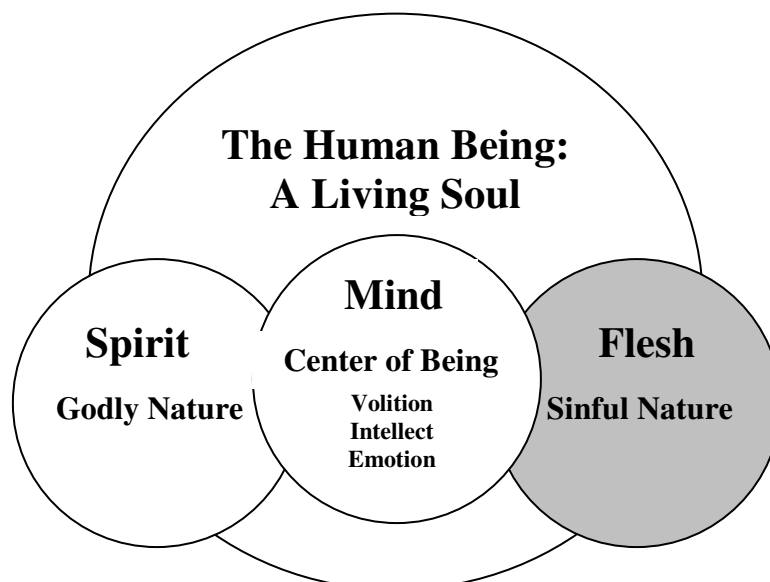 The Human Being:
A Living Soul
Spirit
Godly Nature
Mind
Center of Being
Volition
Intellect
Emotion
Flesh
Sinful Nature